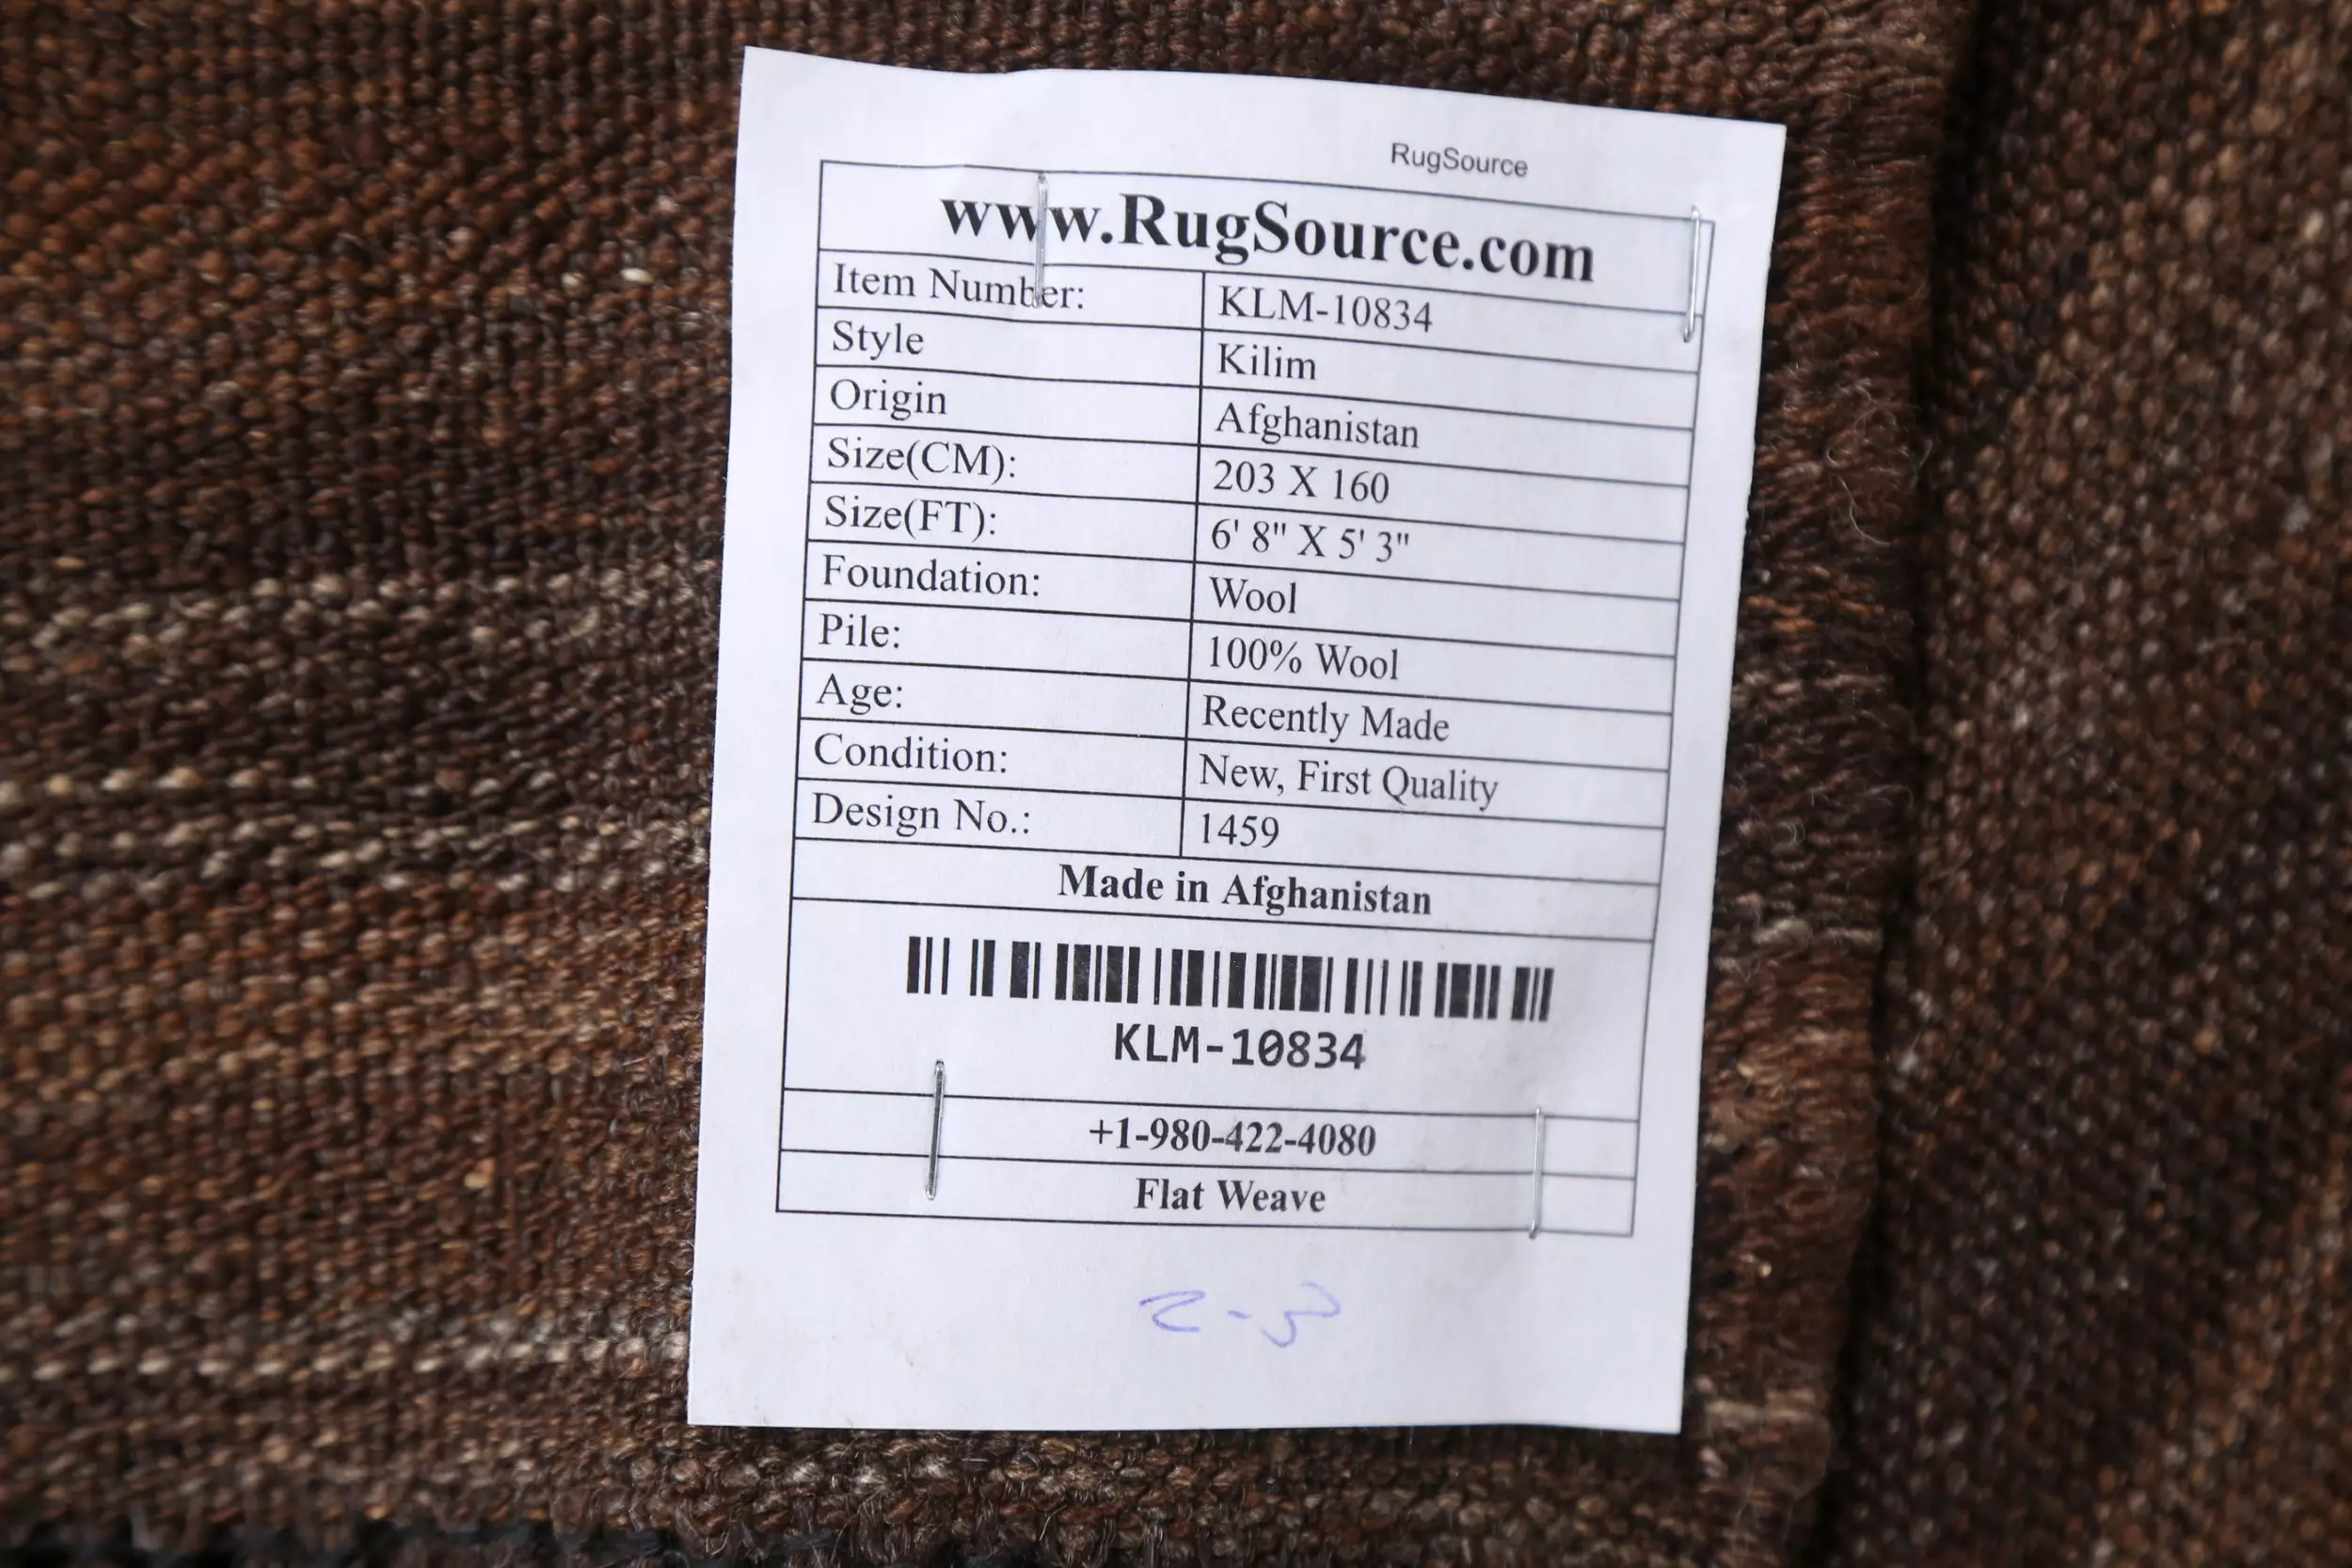 RugSource
www.RugSource.com
Item Number: KLM-10834
Style Kilim
Origin Afghanistan
Size(CM): 203 X 160
Size(FT): 6' 8" X 5' 3"
Foundation: Wool
Pile: 100% Wool
Age: Recently Made
Condition: New, First Quality
Design No.: 1459
Made in Afghanistan
KLM-10834
+1-980-422-4080
Flat Weave